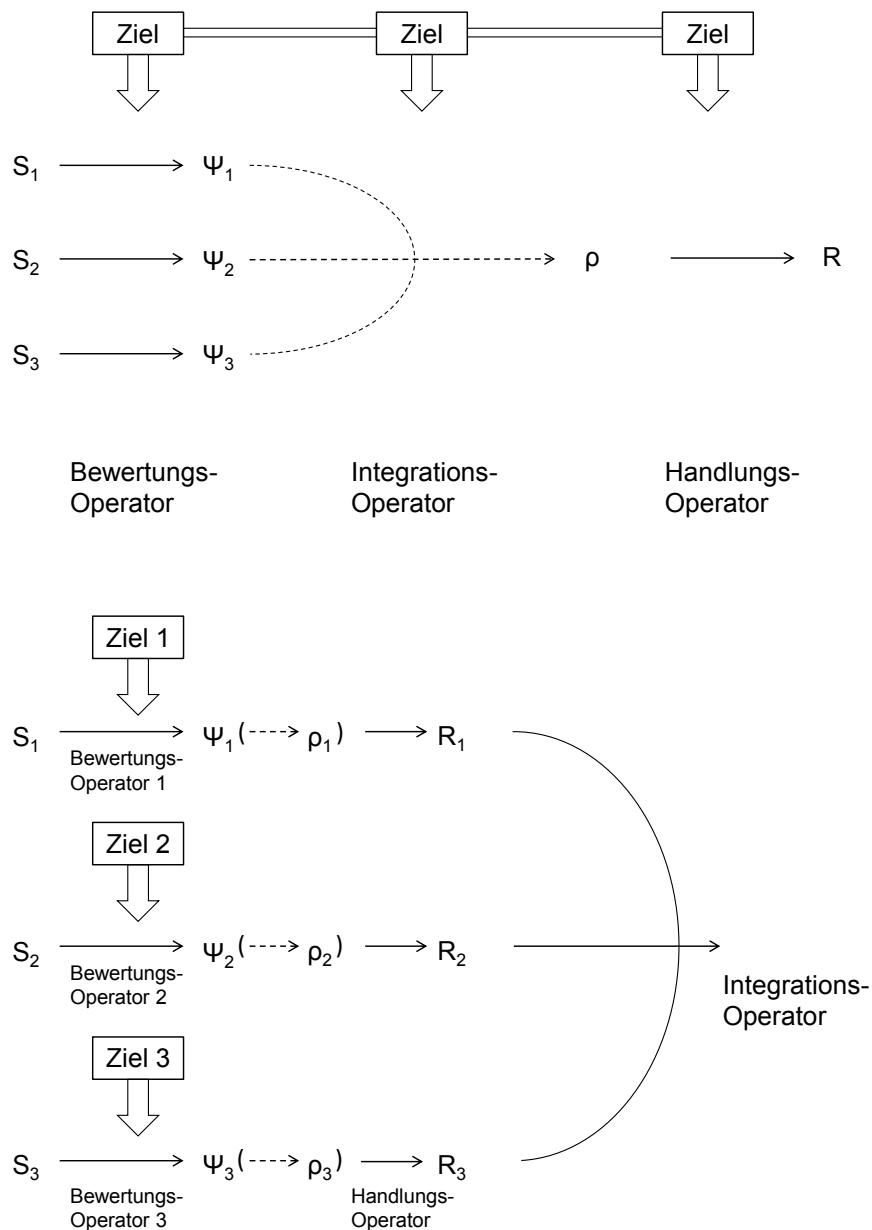 Ziel Ziel Ziel
S₁ Ψ₁
S₂ Ψ₂ ρ R
S₃ Ψ₃
Bewertungs- Integrations- Handlungs-
Operator Operator Operator
Ziel 1
S₁ Ψ₁( ρ₁) R₁
Bewertungs-
Operator 1
Ziel 2
S₂ Ψ₂( ρ₂) R₂
Bewertungs-
Operator 2
Integrations-
Operator
Ziel 3
S₃ Ψ₃( ρ₃) R₃
Bewertungs- Handlungs-
Operator 3 Operator